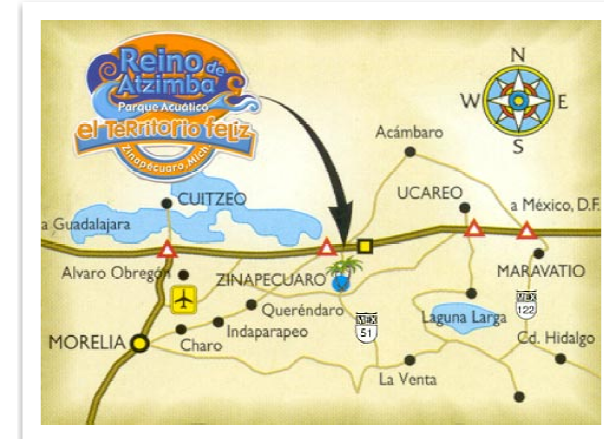 Reino de
Atzimba
Parque Acuático
el TeRRitorio feliz
Zinapécuaro, Mich.
N
W
E
S
Acámbaro
CUITZEO
UCAREO
a México, D.F.
a Guadalajara
Alvaro Obregón
ZINAPECUARO
MARAVATIO
Queréndaro
MEX
51
Laguna Larga
MEX
122
MORELIA
Charo
Indaparapeo
Cd. Hidalgo
La Venta